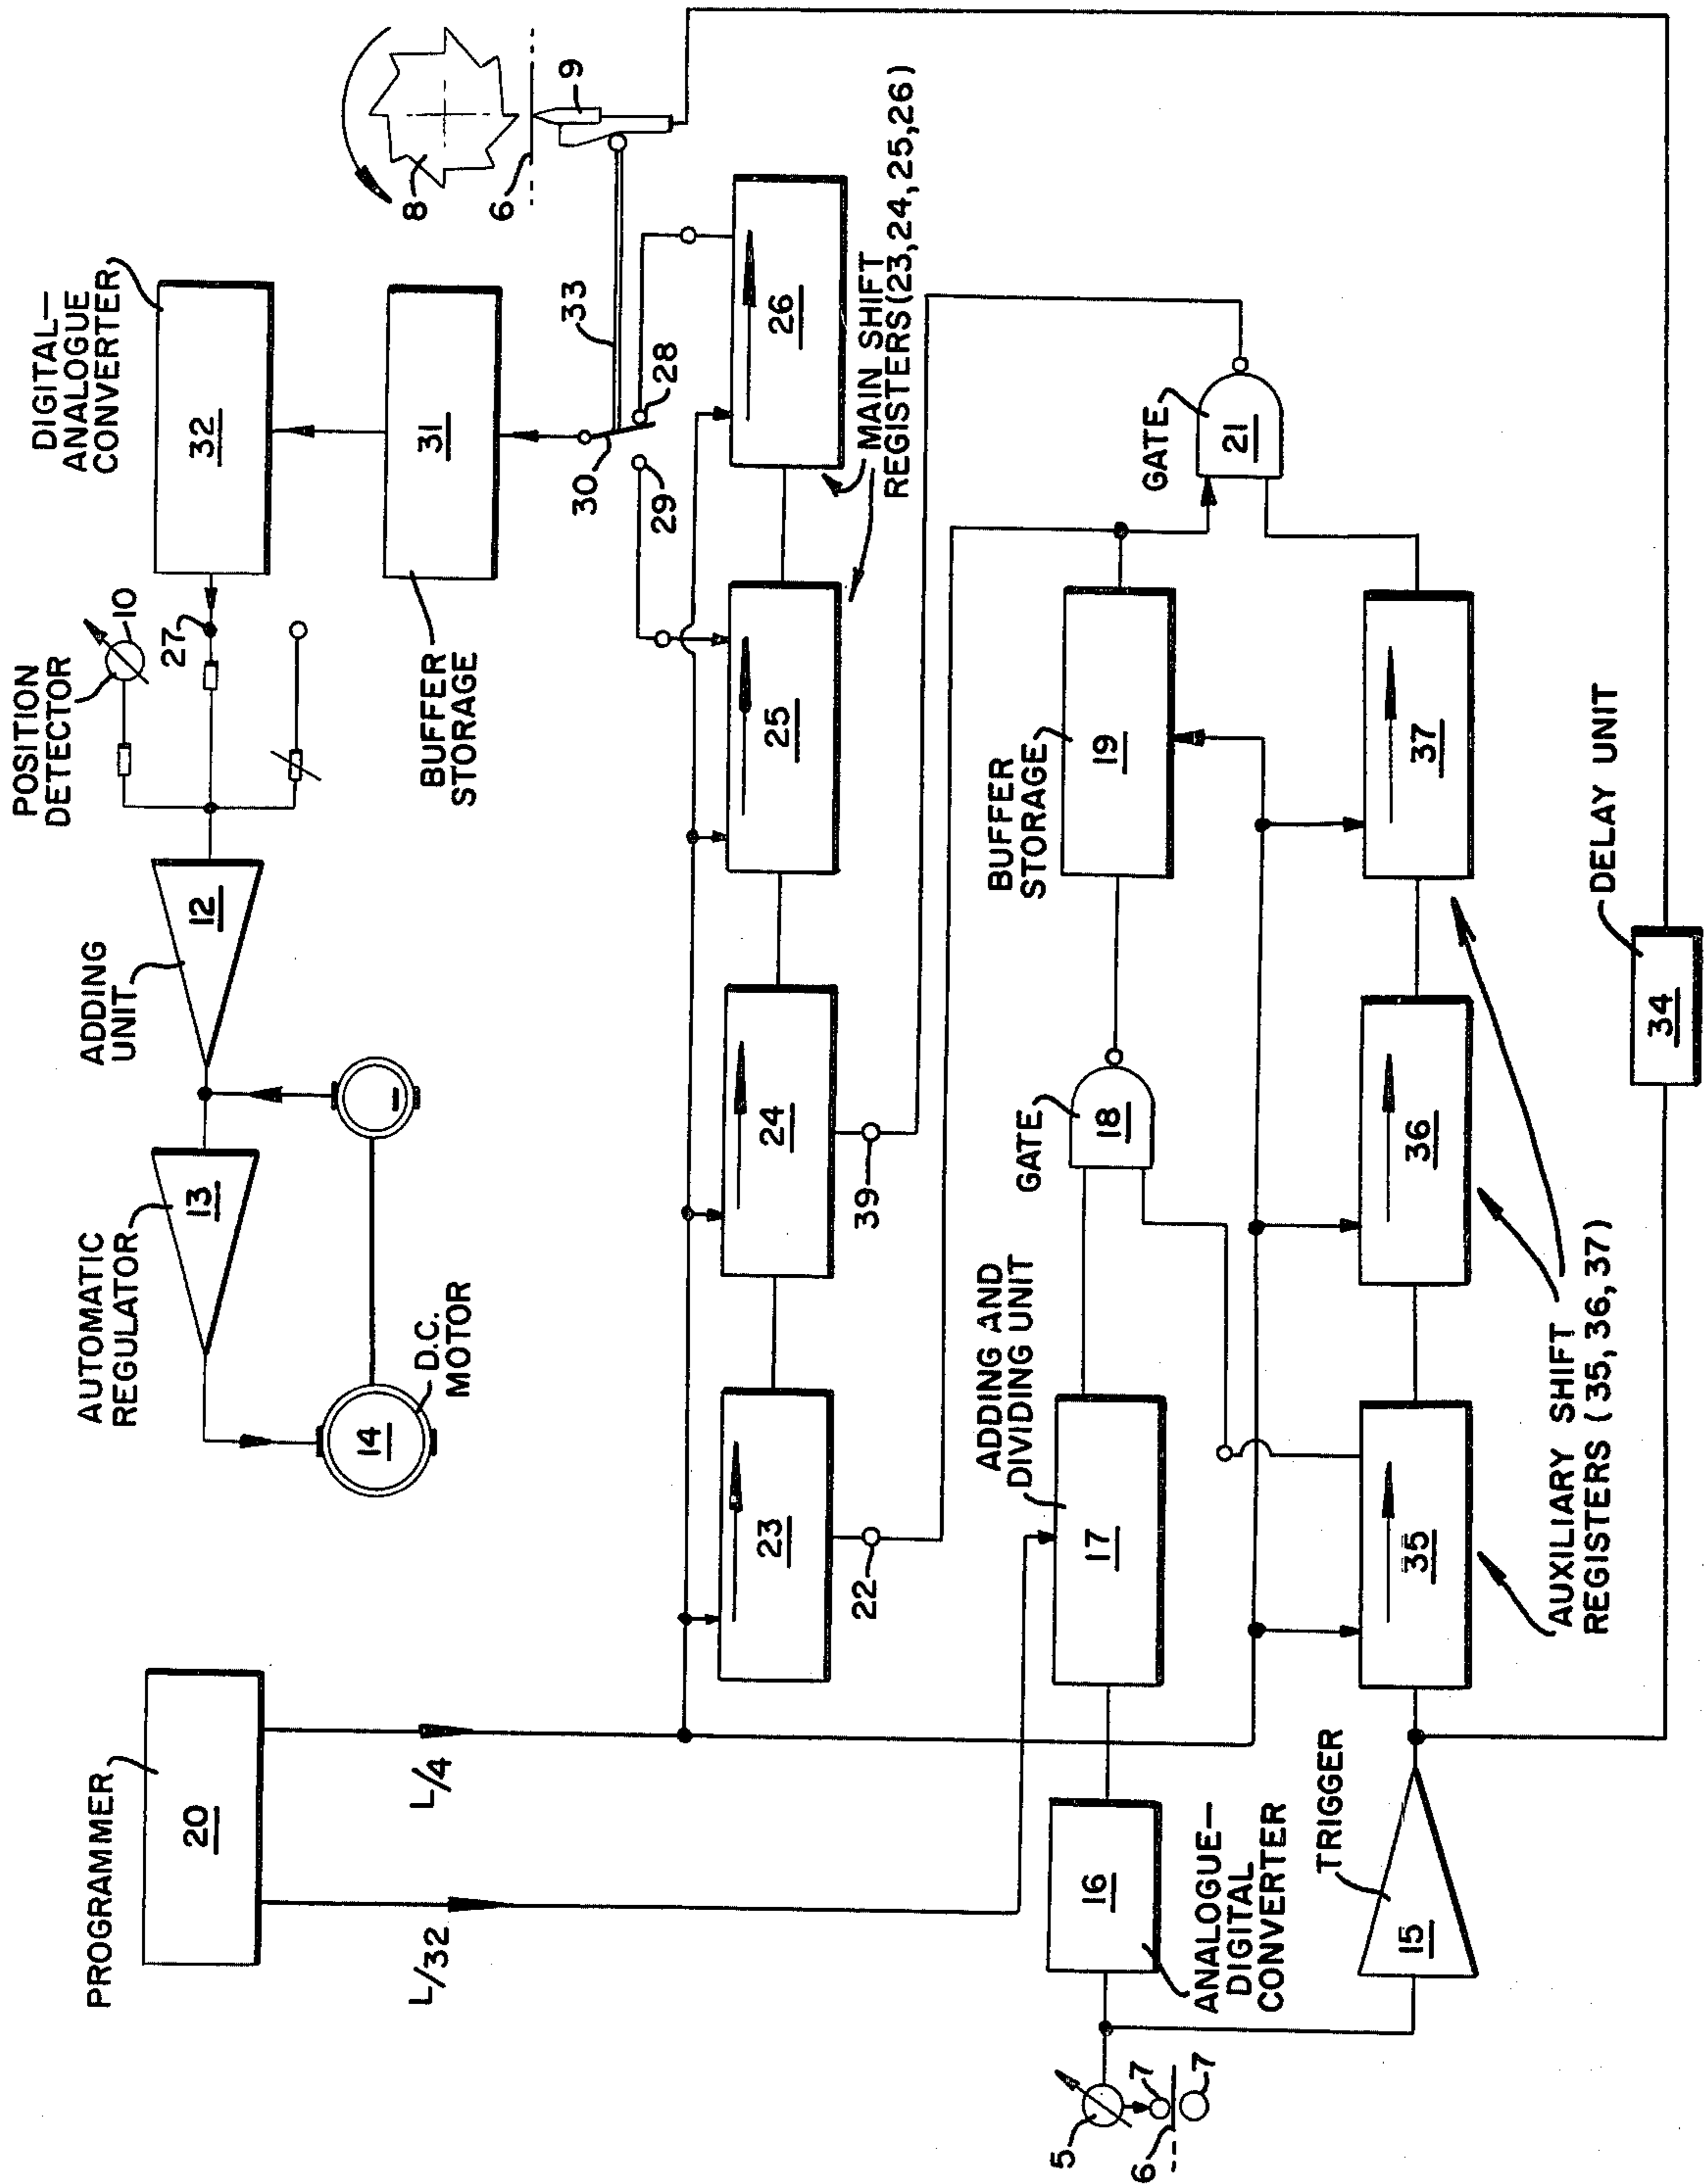 PROGRAMMER
20
L/32
L/4
AUTOMATIC
REGULATOR
13
14
D.C.
MOTOR
ADDING
UNIT
12
POSITION
DETECTOR
10
27
DIGITAL—
ANALOGUE
CONVERTER
32
BUFFER
STORAGE
31
30
29
28
33
8
6
9
23
24
25
26
22
39
MAIN SHIFT
REGISTERS(23,24,25,26)
5
6
7
7
16
ANALOGUE—
DIGITAL
CONVERTER
ADDING AND
DIVIDING UNIT
17
GATE
18
BUFFER
STORAGE
19
GATE
21
TRIGGER
15
35
36
37
AUXILIARY SHIFT
REGISTERS (35,36,37)
34
DELAY UNIT